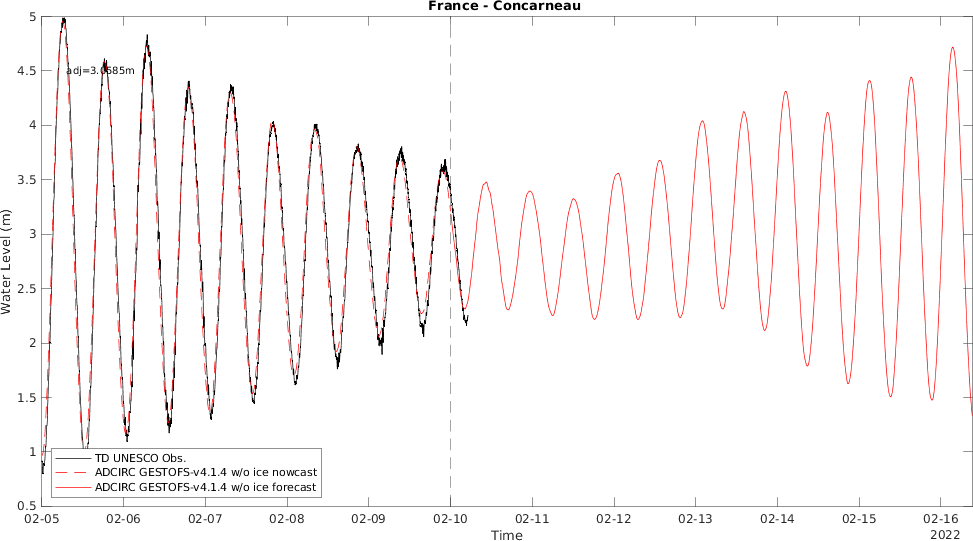 France - Concarneau
5
4.5
4
3.5
3
2.5
2
1.5
1
0.5
Water Level (m)
adj=3.0585m
TD UNESCO Obs.
ADCIRC GESTOFS-v4.1.4 w/o ice nowcast
ADCIRC GESTOFS-v4.1.4 w/o ice forecast
02-05 02-06 02-07 02-08 02-09 02-10 02-11 02-12 02-13 02-14 02-15 02-16
2022
Time